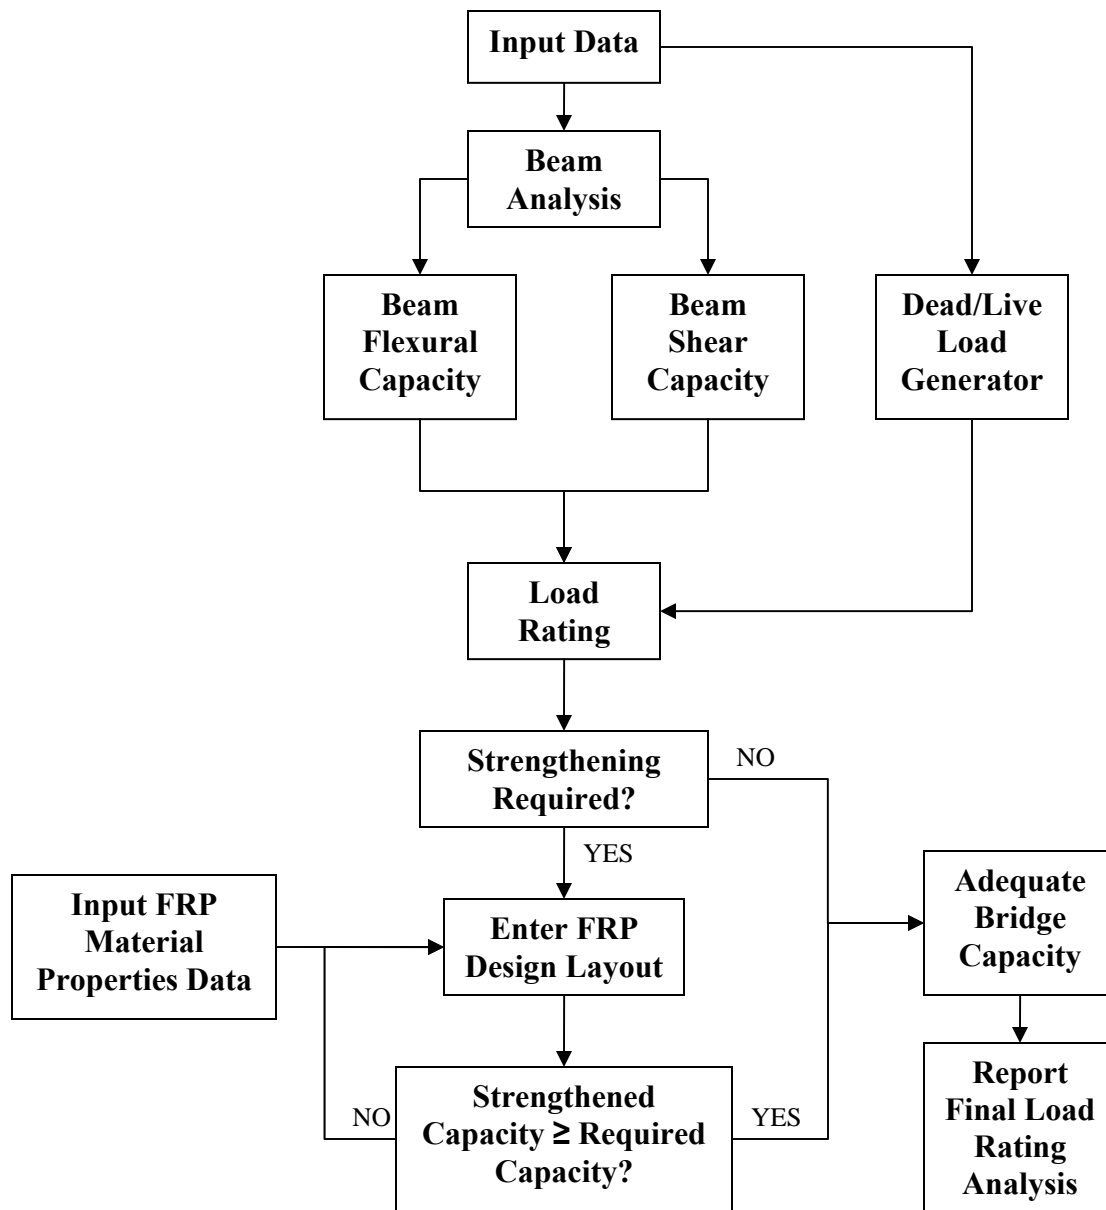 Input Data
Beam
Analysis
Beam
Flexural
Capacity
Beam
Shear
Capacity
Dead/Live
Load
Generator
Load
Rating
Strengthening
Required?
NO
YES
Input FRP
Material
Properties Data
Enter FRP
Design Layout
Adequate
Bridge
Capacity
Strengthened
Capacity ≥ Required
Capacity?
NO
YES
Report
Final Load
Rating
Analysis